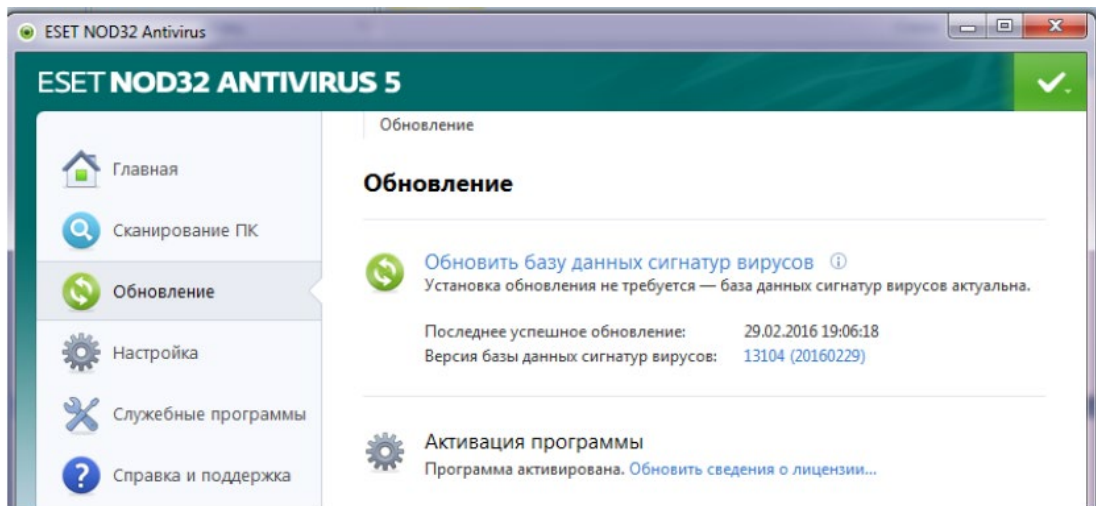 ESET NOD32 Antivirus
ESET NOD32 ANTIVIRUS 5
Главная
Сканирование ПК
Обновление
Настройка
Служебные программы
Справка и поддержка
Обновление
Обновление
Обновить базу данных сигнатур вирусов
Установка обновления не требуется — база данных сигнатур вирусов актуальна.
Последнее успешное обновление: 29.02.2016 19:06:18
Версия базы данных сигнатур вирусов: 13104 (20160229)
Активация программы
Программа активирована. Обновить сведения о лицензии...